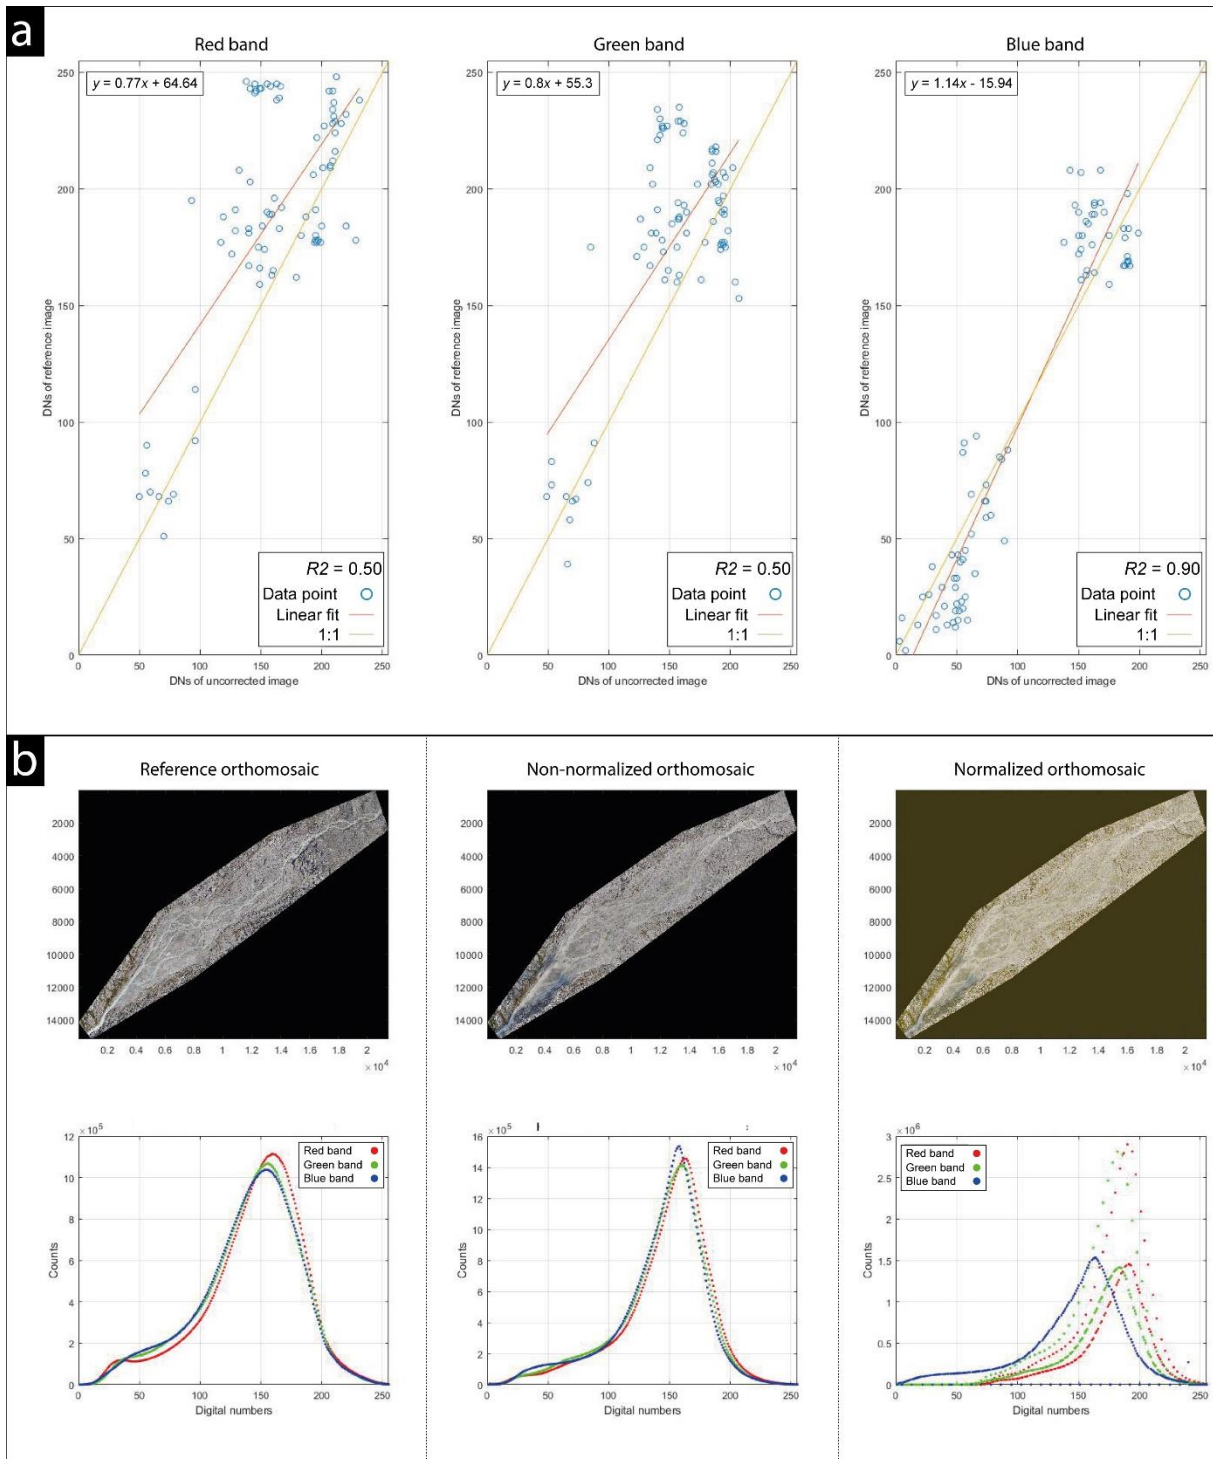 a
Red band
Green band
Blue band
y = 0.77x + 64.64
y = 0.8x + 55.3
y = 1.14x - 15.94
250
200
150
100
50
0
DNs of reference image
R2 = 0.50
Data point
Linear fit
1:1
0 50 100 150 200 250
DNs of uncorrected image
250
200
150
100
50
0
DNs of reference image
R2 = 0.50
Data point
Linear fit
1:1
0 50 100 150 200 250
DNs of uncorrected image
250
200
150
100
50
0
DNs of reference image
R2 = 0.90
Data point
Linear fit
1:1
0 50 100 150 200 250
DNs of uncorrected image
b
Reference orthomosaic
Non-normalized orthomosaic
Normalized orthomosaic
2000
4000
6000
8000
10000
12000
14000
0.2 0.4 0.6 0.8 1 1.2 1.4 1.6 1.8 2
× 10⁴
2000
4000
6000
8000
10000
12000
14000
0.2 0.4 0.6 0.8 1 1.2 1.4 1.6 1.8 2
× 10⁴
2000
4000
6000
8000
10000
12000
14000
0.2 0.4 0.6 0.8 1 1.2 1.4 1.6 1.8 2
× 10⁴
× 10⁵
12
10
8
6
4
2
0
Counts
Red band
Green band
Blue band
0 50 100 150 200 250
Digital numbers
× 10⁵
16
14
12
10
8
6
4
2
0
Counts
Red band
Green band
Blue band
0 50 100 150 200 250
Digital numbers
× 10⁶
3
2.5
2
1.5
1
0.5
0
Counts
Red band
Green band
Blue band
0 50 100 150 200 250
Digital numbers